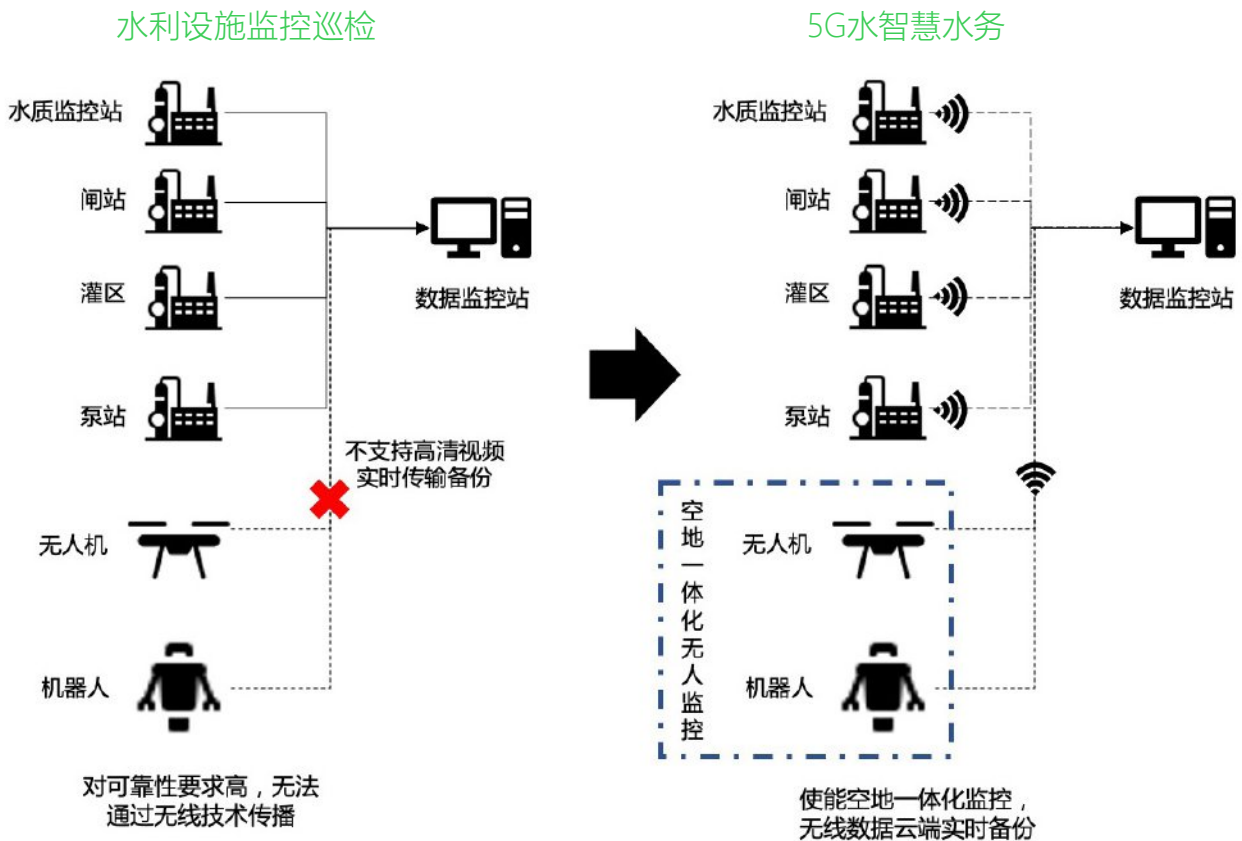 水利设施监控巡检
水质监控站
闸站
灌区
泵站
数据监控站
不支持高清视频
实时传输备份
无人机
机器人
对可靠性要求高，无法
通过无线技术传播
5G水智慧水务
水质监控站
闸站
灌区
泵站
数据监控站
空地一体化无人监控
无人机
机器人
使能空地一体化监控，
无线数据云端实时备份